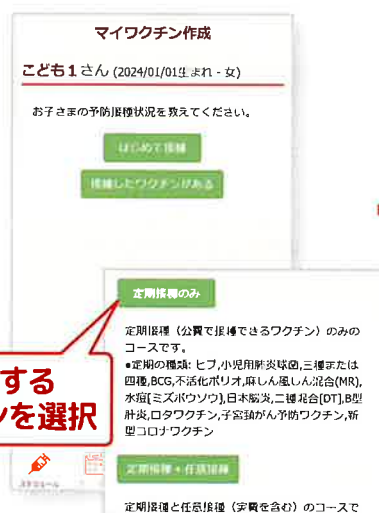 マイワクチン作成
こども1さん (2024/01/01生まれ - 女)
お子さまの予防接種状況を教えてください。
はじめて接種
接種したワクチンがある
定期接種のみ
定期接種（公費で接種できるワクチン）のみの
コースです。
●定期の種類: ヒブ,小児用肺炎球菌,三種または
四種,BCG,不活化ポリオ,麻しん風しん混合(MR),
水痘[ミズボウソウ],日本脳炎,二種混合[DT],B型
肝炎,ロタワクチン,子宮頚がん予防ワクチン,新
型コロナワクチン
する
ンを選択
定期接種 + 任意接種
スケジュール
定期接種と任意接種（実費を含む）のコースで